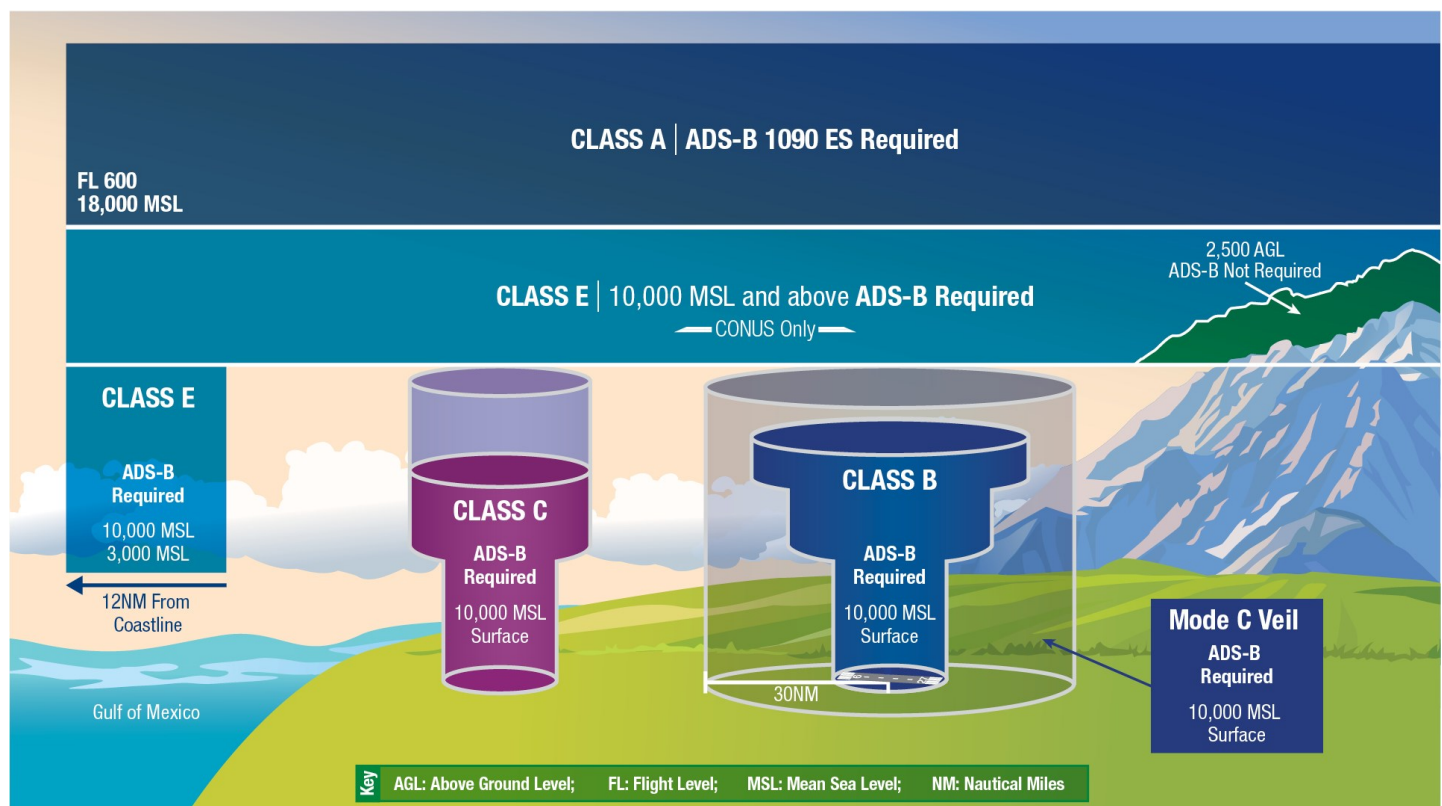 CLASS A | ADS-B 1090 ES Required
FL 600
18,000 MSL
2,500 AGL
ADS-B Not Required
CLASS E | 10,000 MSL and above ADS-B Required
CONUS Only
CLASS E
ADS-B
Required
10,000 MSL
3,000 MSL
12NM From
Coastline
Gulf of Mexico
CLASS C
ADS-B
Required
10,000 MSL
Surface
CLASS B
ADS-B
Required
10,000 MSL
Surface
30NM
Mode C Veil
ADS-B
Required
10,000 MSL
Surface
Key
AGL: Above Ground Level; FL: Flight Level; MSL: Mean Sea Level; NM: Nautical Miles